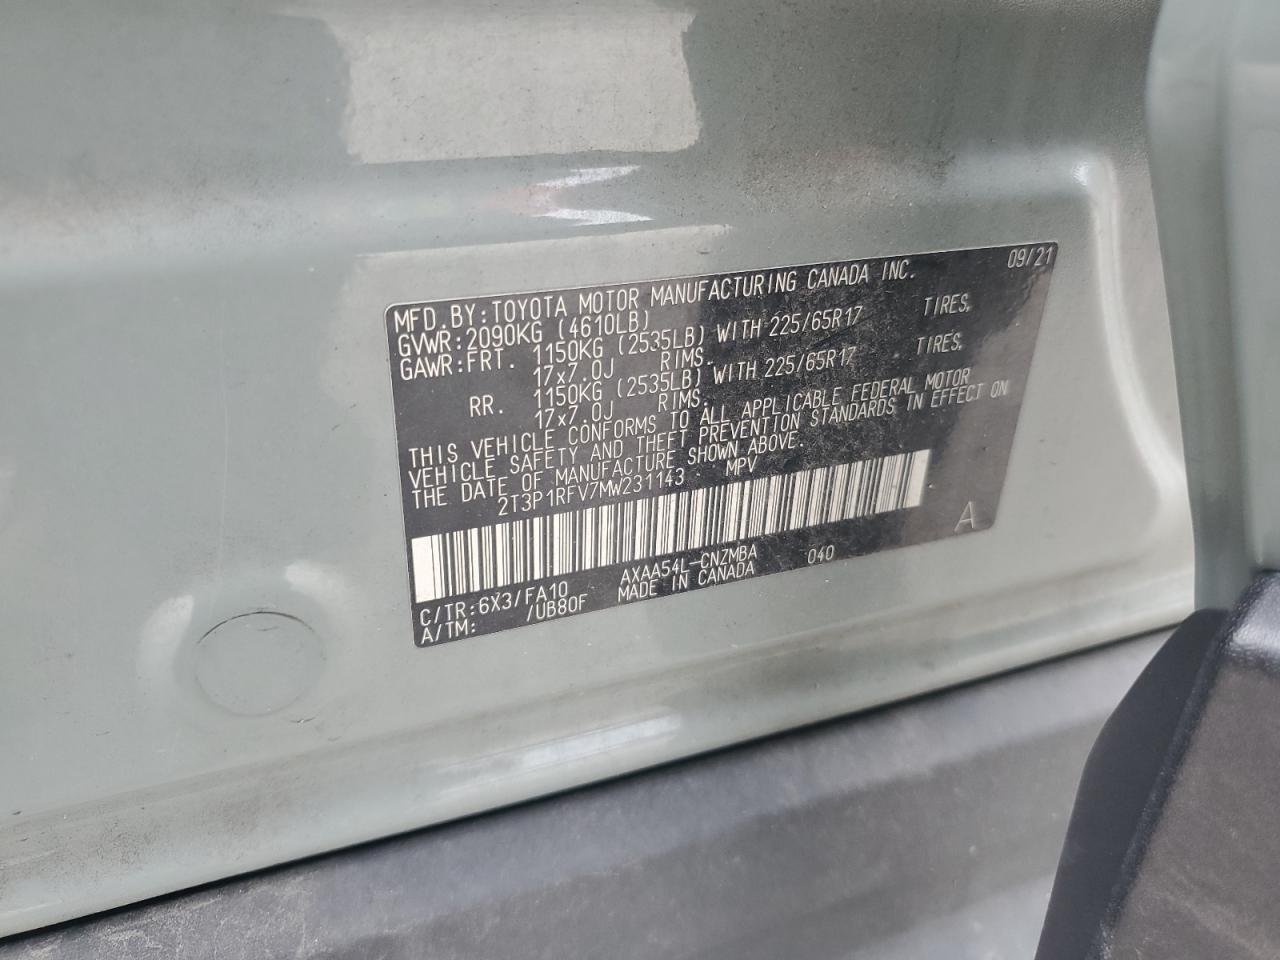 09/21
MFD.BY:TOYOTA MOTOR MANUFACTURING CANADA INC.
GVWR:2090KG (4610LB)
GAWR:FRT. 1150KG (2535LB) WITH 225/65R17 TIRES,
17x7.0J RIMS.
RR. 1150KG (2535LB) WITH 225/65R17 TIRES,
17x7.0J RIMS.
THIS VEHICLE CONFORMS TO ALL APPLICABLE FEDERAL MOTOR
VEHICLE SAFETY AND THEFT PREVENTION STANDARDS IN EFFECT ON
THE DATE OF MANUFACTURE SHOWN ABOVE.
2T3P1RFV7MW231143 MPV
A
C/TR:6X3/FA10 AXAA54L-CNZMBA 040
A/TM: /UB80F MADE IN CANADA